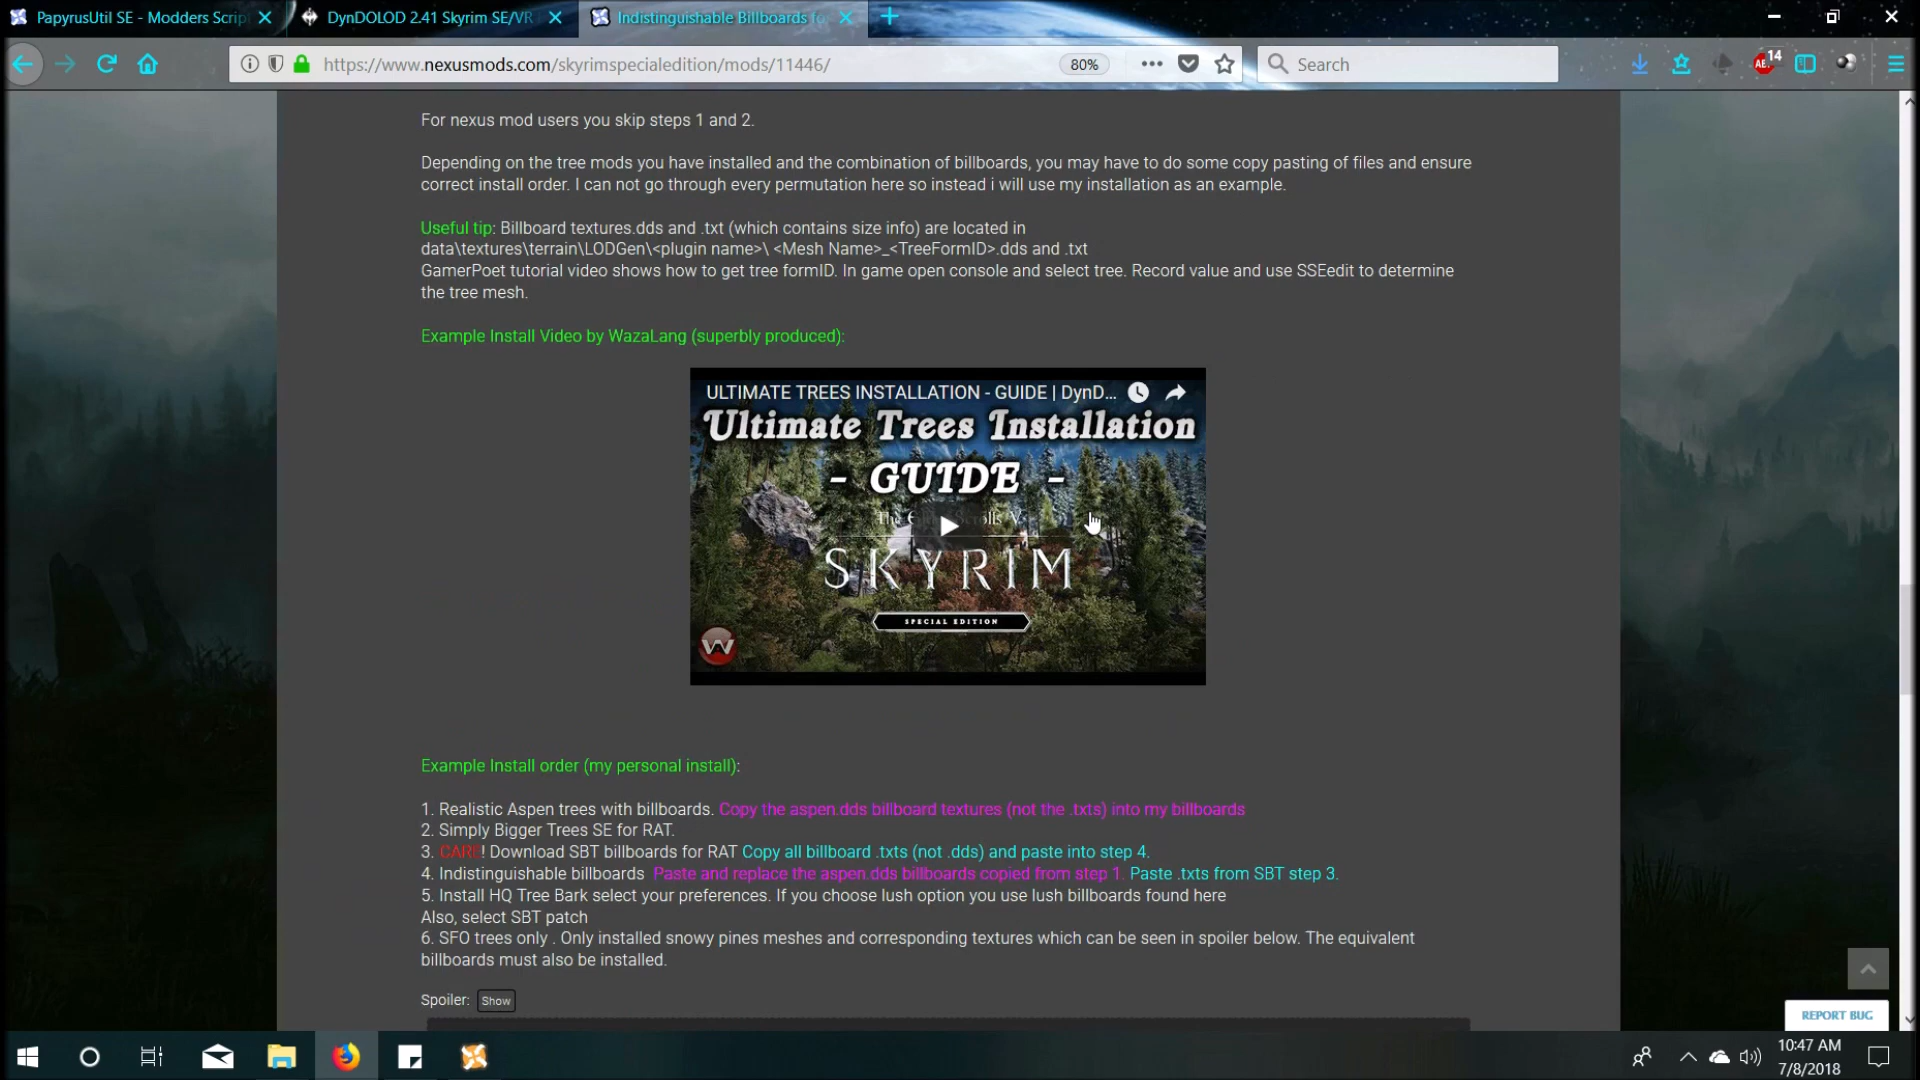 PapyrusUtil SE - Modders Scrip
DynDOLOD 2.41 Skyrim SE/VR
Indistinguishable Billboards fo
https://www.nexusmods.com/skyrimspecialedition/mods/11446/
80%
Search
14
For nexus mod users you skip steps 1 and 2.
Depending on the tree mods you have installed and the combination of billboards, you may have to do some copy pasting of files and ensure
correct install order. I can not go through every permutation here so instead i will use my installation as an example.
Useful tip: Billboard textures.dds and .txt (which contains size info) are located in
data\textures\terrain\LODGen\<plugin name>\ <Mesh Name>_<TreeFormID>.dds and .txt
GamerPoet tutorial video shows how to get tree formID. In game open console and select tree. Record value and use SSEedit to determine
the tree mesh.
Example Install Video by WazaLang (superbly produced):
ULTIMATE TREES INSTALLATION - GUIDE | DynD...
Ultimate Trees Installation
- GUIDE -
SKYRIM
SPECIAL EDITION
W
Example Install order (my personal install):
1. Realistic Aspen trees with billboards. Copy the aspen.dds billboard textures (not the .txts) into my billboards
2. Simply Bigger Trees SE for RAT.
3. CARE! Download SBT billboards for RAT Copy all billboard .txts (not .dds) and paste into step 4.
4. Indistinguishable billboards Paste and replace the aspen.dds billboards copied from step 1. Paste .txts from SBT step 3.
5. Install HQ Tree Bark select your preferences. If you choose lush option you use lush billboards found here
Also, select SBT patch
6. SFO trees only . Only installed snowy pines meshes and corresponding textures which can be seen in spoiler below. The equivalent
billboards must also be installed.
Spoiler: Show
REPORT BUG
10:47 AM
7/8/2018